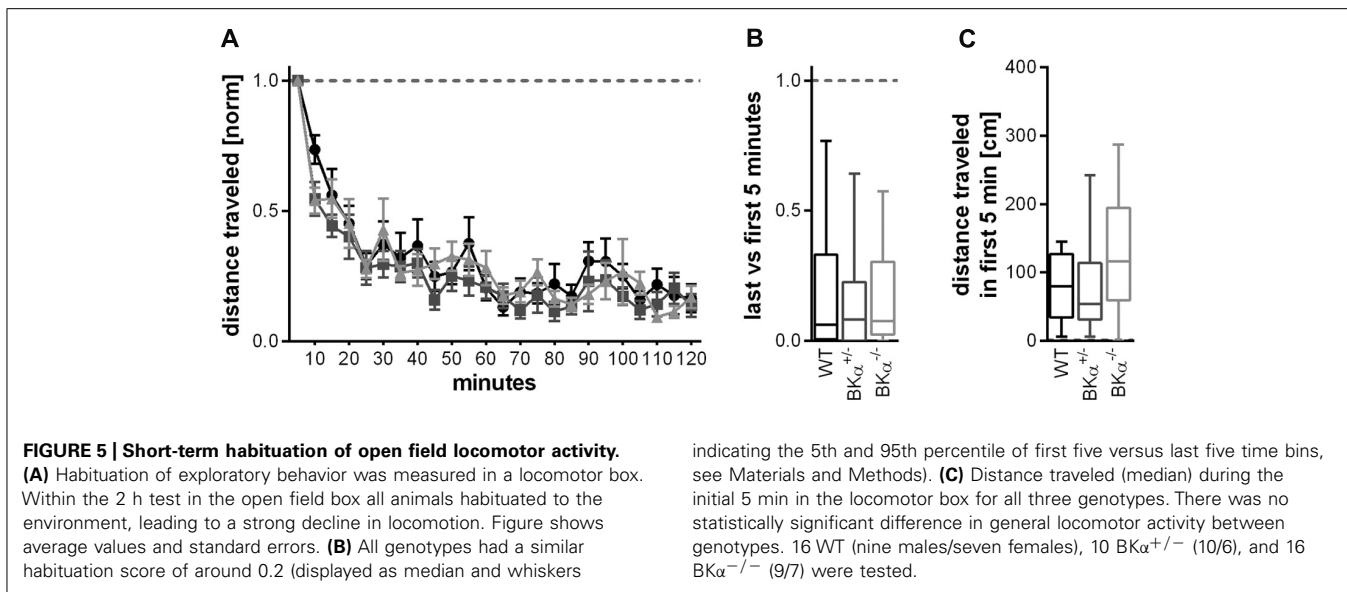 A
B
C
distance traveled [norm]
1.0
0.5
0.0
10 20 30 40 50 60 70 80 90 100 110 120
minutes
last vs first 5 minutes
1.0
0.5
0.0
WT
BKα+/-
BKα-/-
distance traveled
in first 5 min [cm]
400
300
200
100
0
WT
BKα+/-
BKα-/-
FIGURE 5 | Short-term habituation of open field locomotor activity.
(A) Habituation of exploratory behavior was measured in a locomotor box.
Within the 2 h test in the open field box all animals habituated to the
environment, leading to a strong decline in locomotion. Figure shows
average values and standard errors. (B) All genotypes had a similar
habituation score of around 0.2 (displayed as median and whiskers
indicating the 5th and 95th percentile of first five versus last five time bins,
see Materials and Methods). (C) Distance traveled (median) during the
initial 5 min in the locomotor box for all three genotypes. There was no
statistically significant difference in general locomotor activity between
genotypes. 16 WT (nine males/seven females), 10 BKα+/− (10/6), and 16
BKα−/− (9/7) were tested.